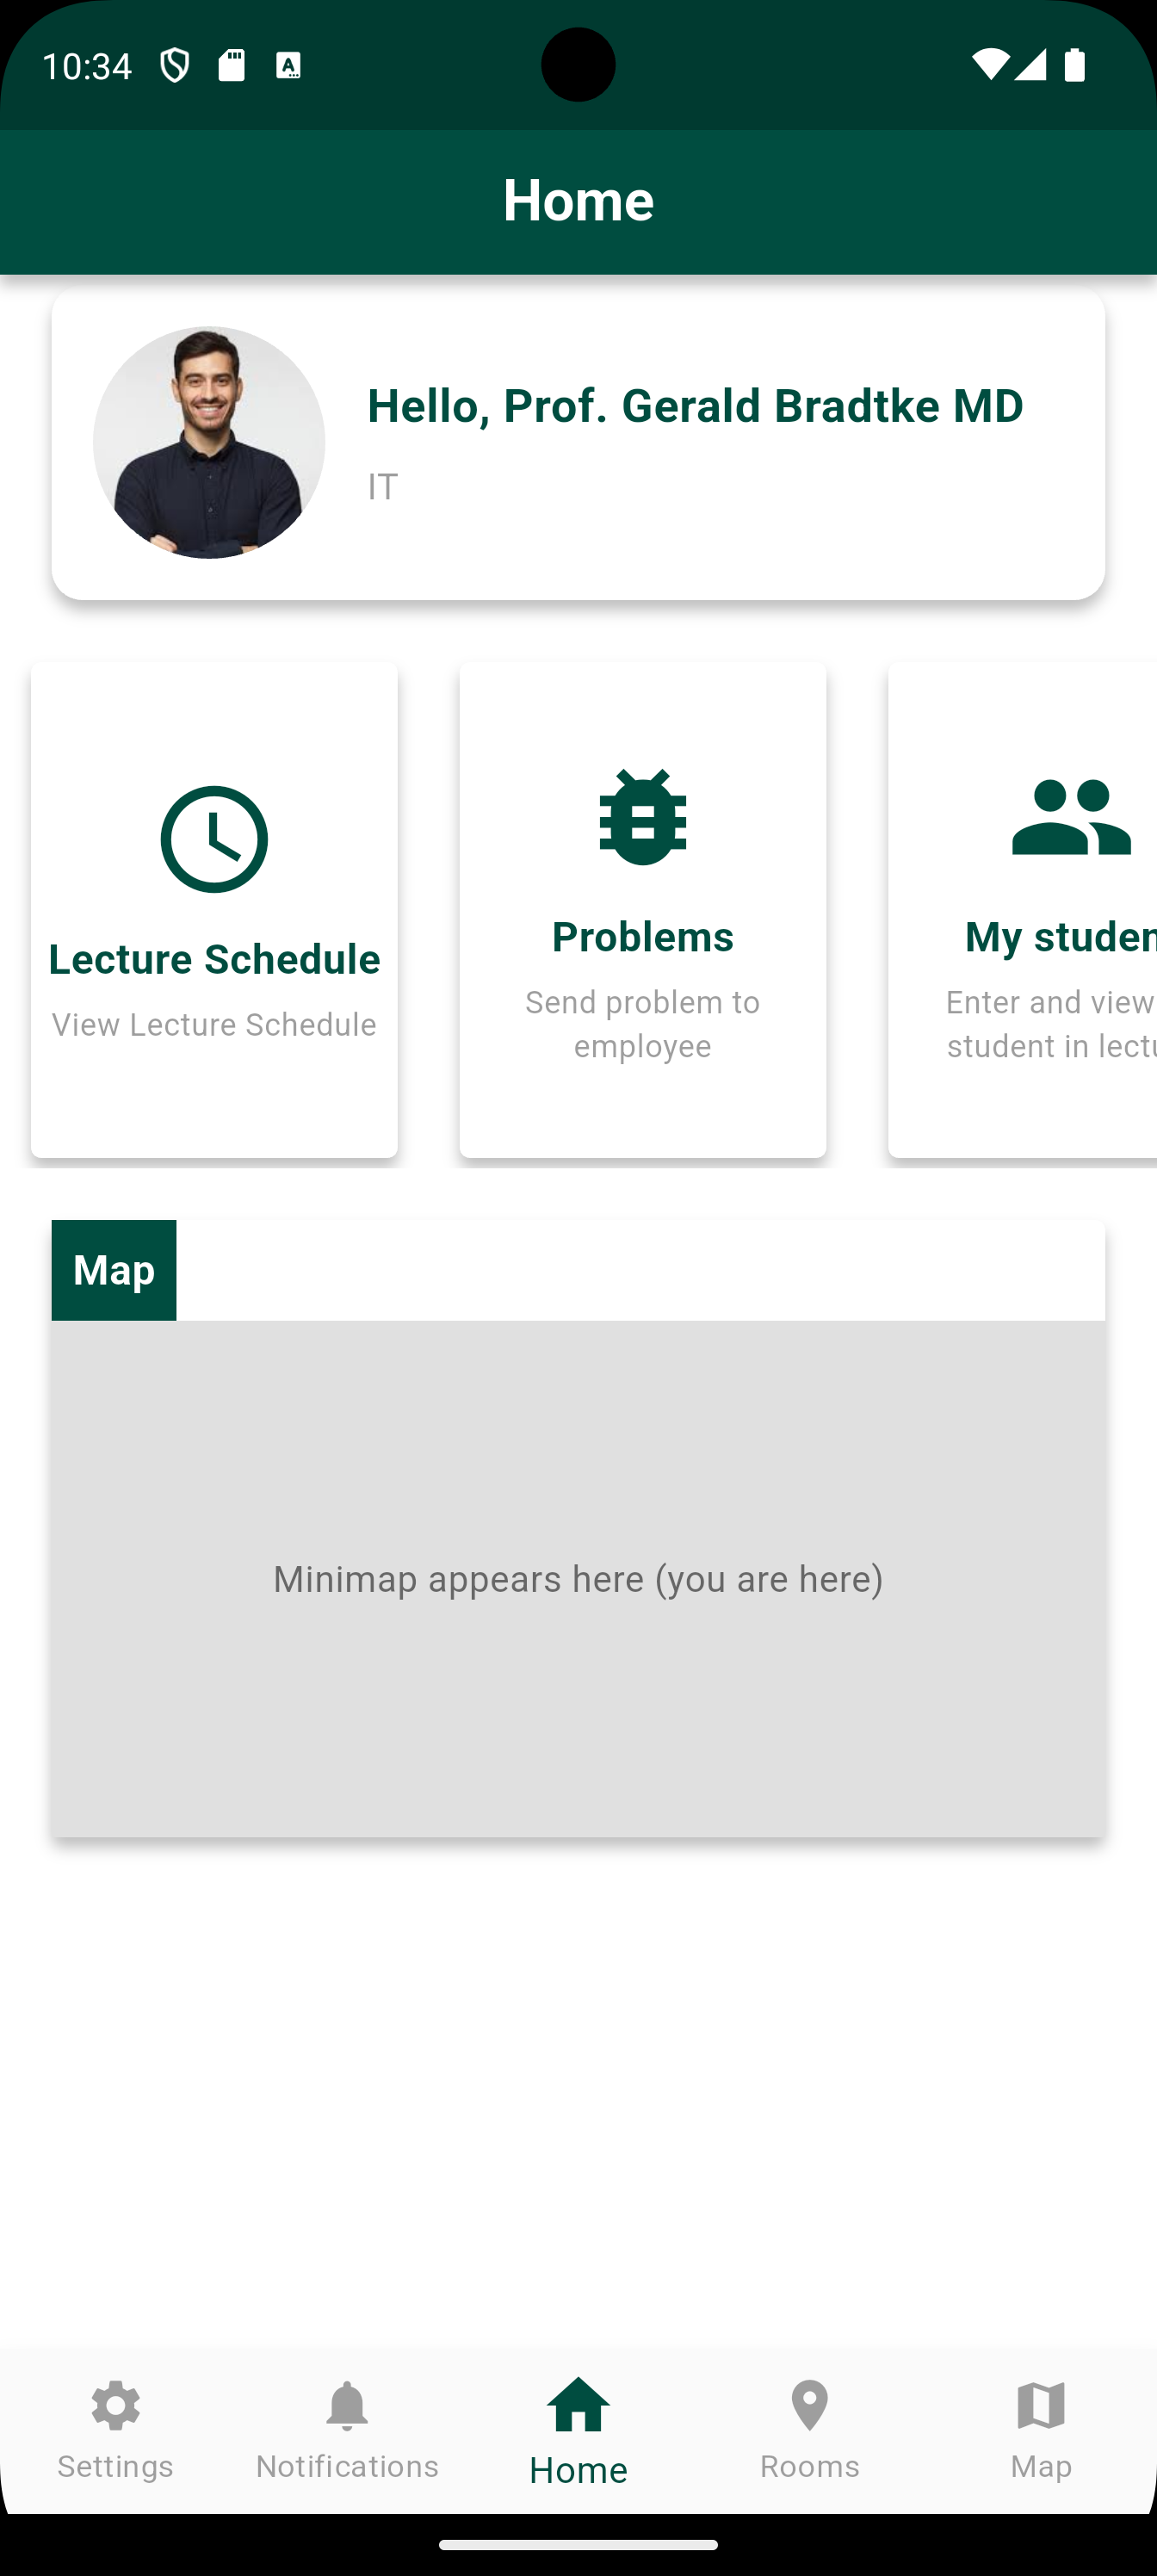 10:34
Home
Hello, Prof. Gerald Bradtke MD
IT
Lecture Schedule
View Lecture Schedule
Problems
Send problem to
employee
My studen
Enter and view
student in lectu
Map
Minimap appears here (you are here)
Settings
Notifications
Home
Rooms
Map